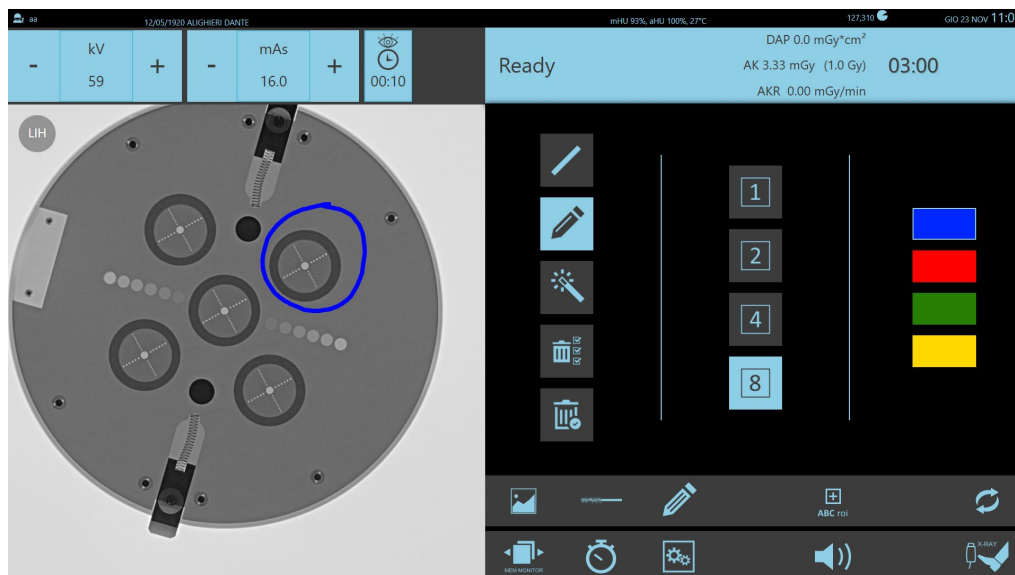 aa
12/05/1920 ALIGHIERI DANTE
mHU 93%, aHU 100%, 27°C
127,310
GIO 23 NOV 11:0
- kV 59 +
- mAs 16.0 +
00:10
Ready
DAP 0.0 mGy*cm²
AK 3.33 mGy (1.0 Gy)
AKR 0.00 mGy/min
03:00
LIH
1
2
4
8
ABC roi
MEM MONITOR
X-RAY